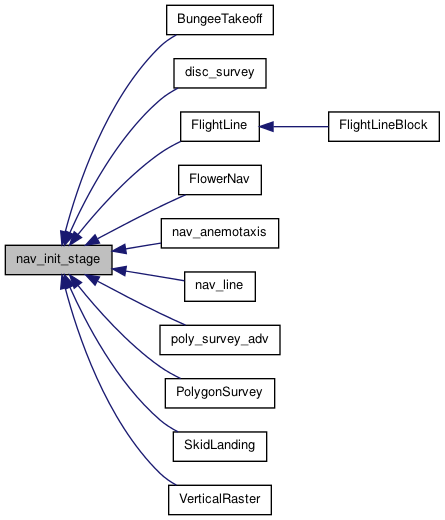 BungeeTakeoff
disc_survey
FlightLine
FlightLineBlock
FlowerNav
nav_anemotaxis
nav_init_stage
nav_line
poly_survey_adv
PolygonSurvey
SkidLanding
VerticalRaster